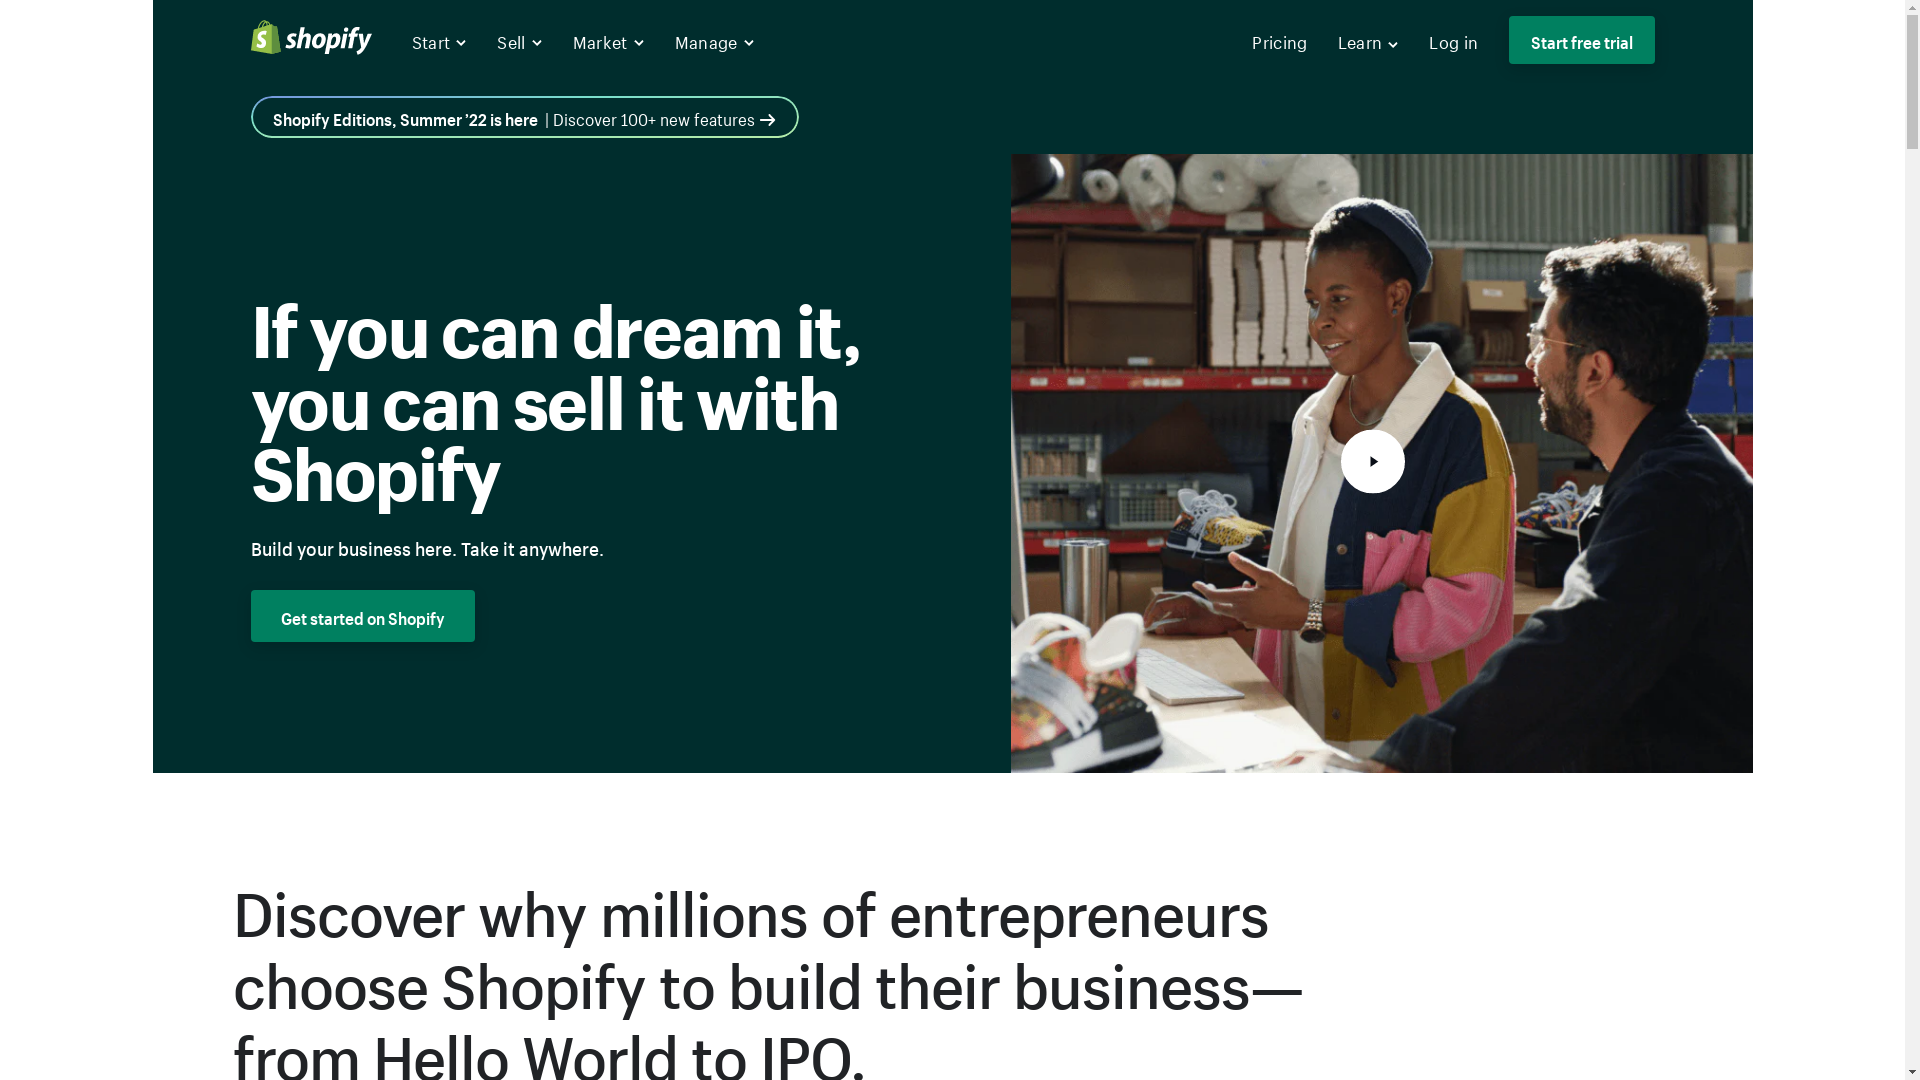 shopify
Start Sell Market Manage Pricing Learn Log in Start free trial
Shopify Editions, Summer ’22 is here | Discover 100+ new features →
If you can dream it,
you can sell it with
Shopify
Build your business here. Take it anywhere.
Get started on Shopify
Discover why millions of entrepreneurs
choose Shopify to build their business—
from Hello World to IPO.